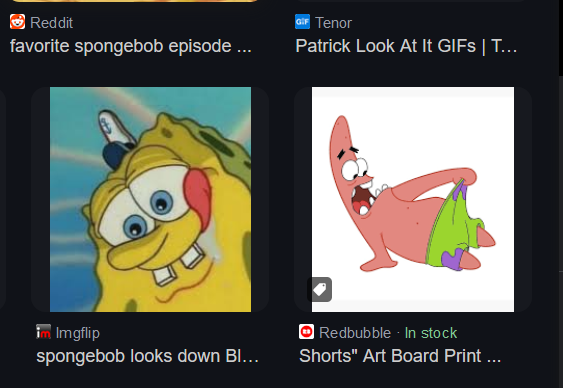 Reddit
favorite spongebob episode ...
GIF Tenor
Patrick Look At It GIFs | T...
im Imgflip
spongebob looks down Bl...
Redbubble · In stock
Shorts" Art Board Print ...